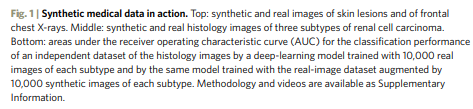 Fig. 1 | Synthetic medical data in action. Top: synthetic and real images of skin lesions and of frontal
chest X-rays. Middle: synthetic and real histology images of three subtypes of renal cell carcinoma.
Bottom: areas under the receiver operating characteristic curve (AUC) for the classification performance
of an independent dataset of the histology images by a deep-learning model trained with 10,000 real
images of each subtype and by the same model trained with the real-image dataset augmented by
10,000 synthetic images of each subtype. Methodology and videos are available as Supplementary
Information.